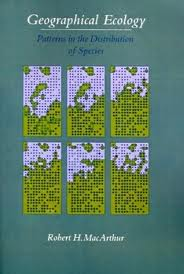 Geographical Ecology
Patterns in the Distribution
of Species
Robert H. MacArthur